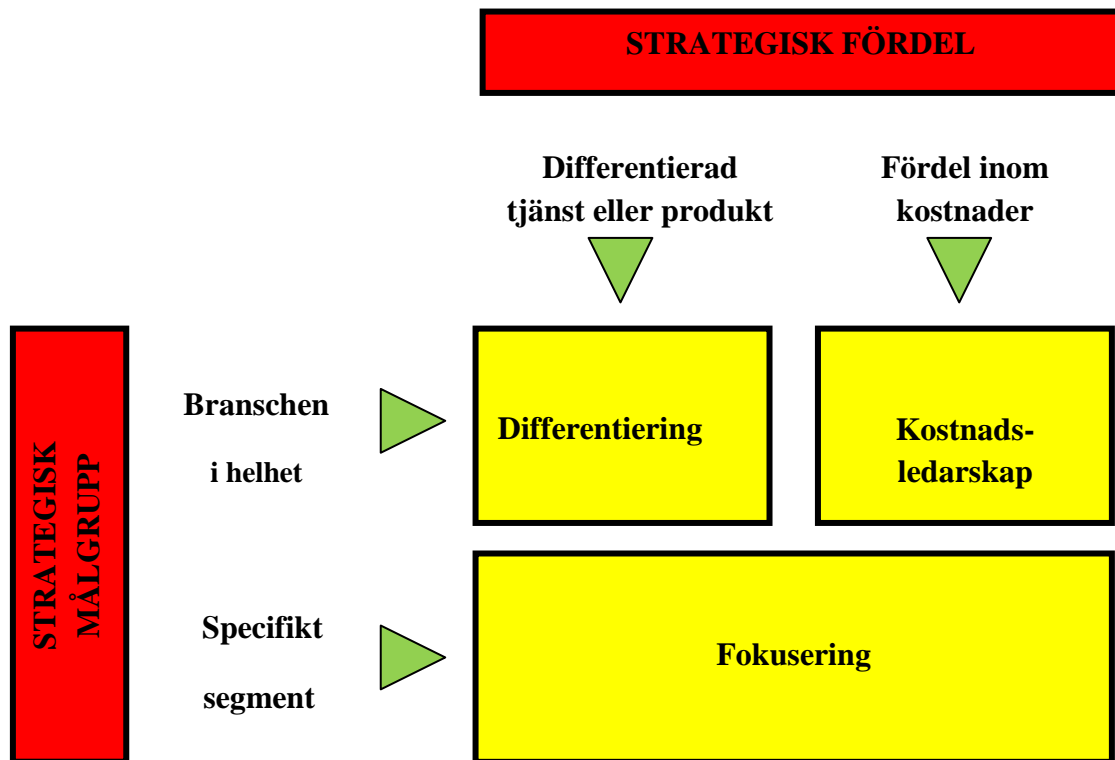 STRATEGISK FÖRDEL
Differentierad
tjänst eller produkt
Fördel inom
kostnader
STRATEGISK
MÅLGRUPP
Branschen
i helhet
Differentiering
Kostnads-
ledarskap
Specifikt
segment
Fokusering